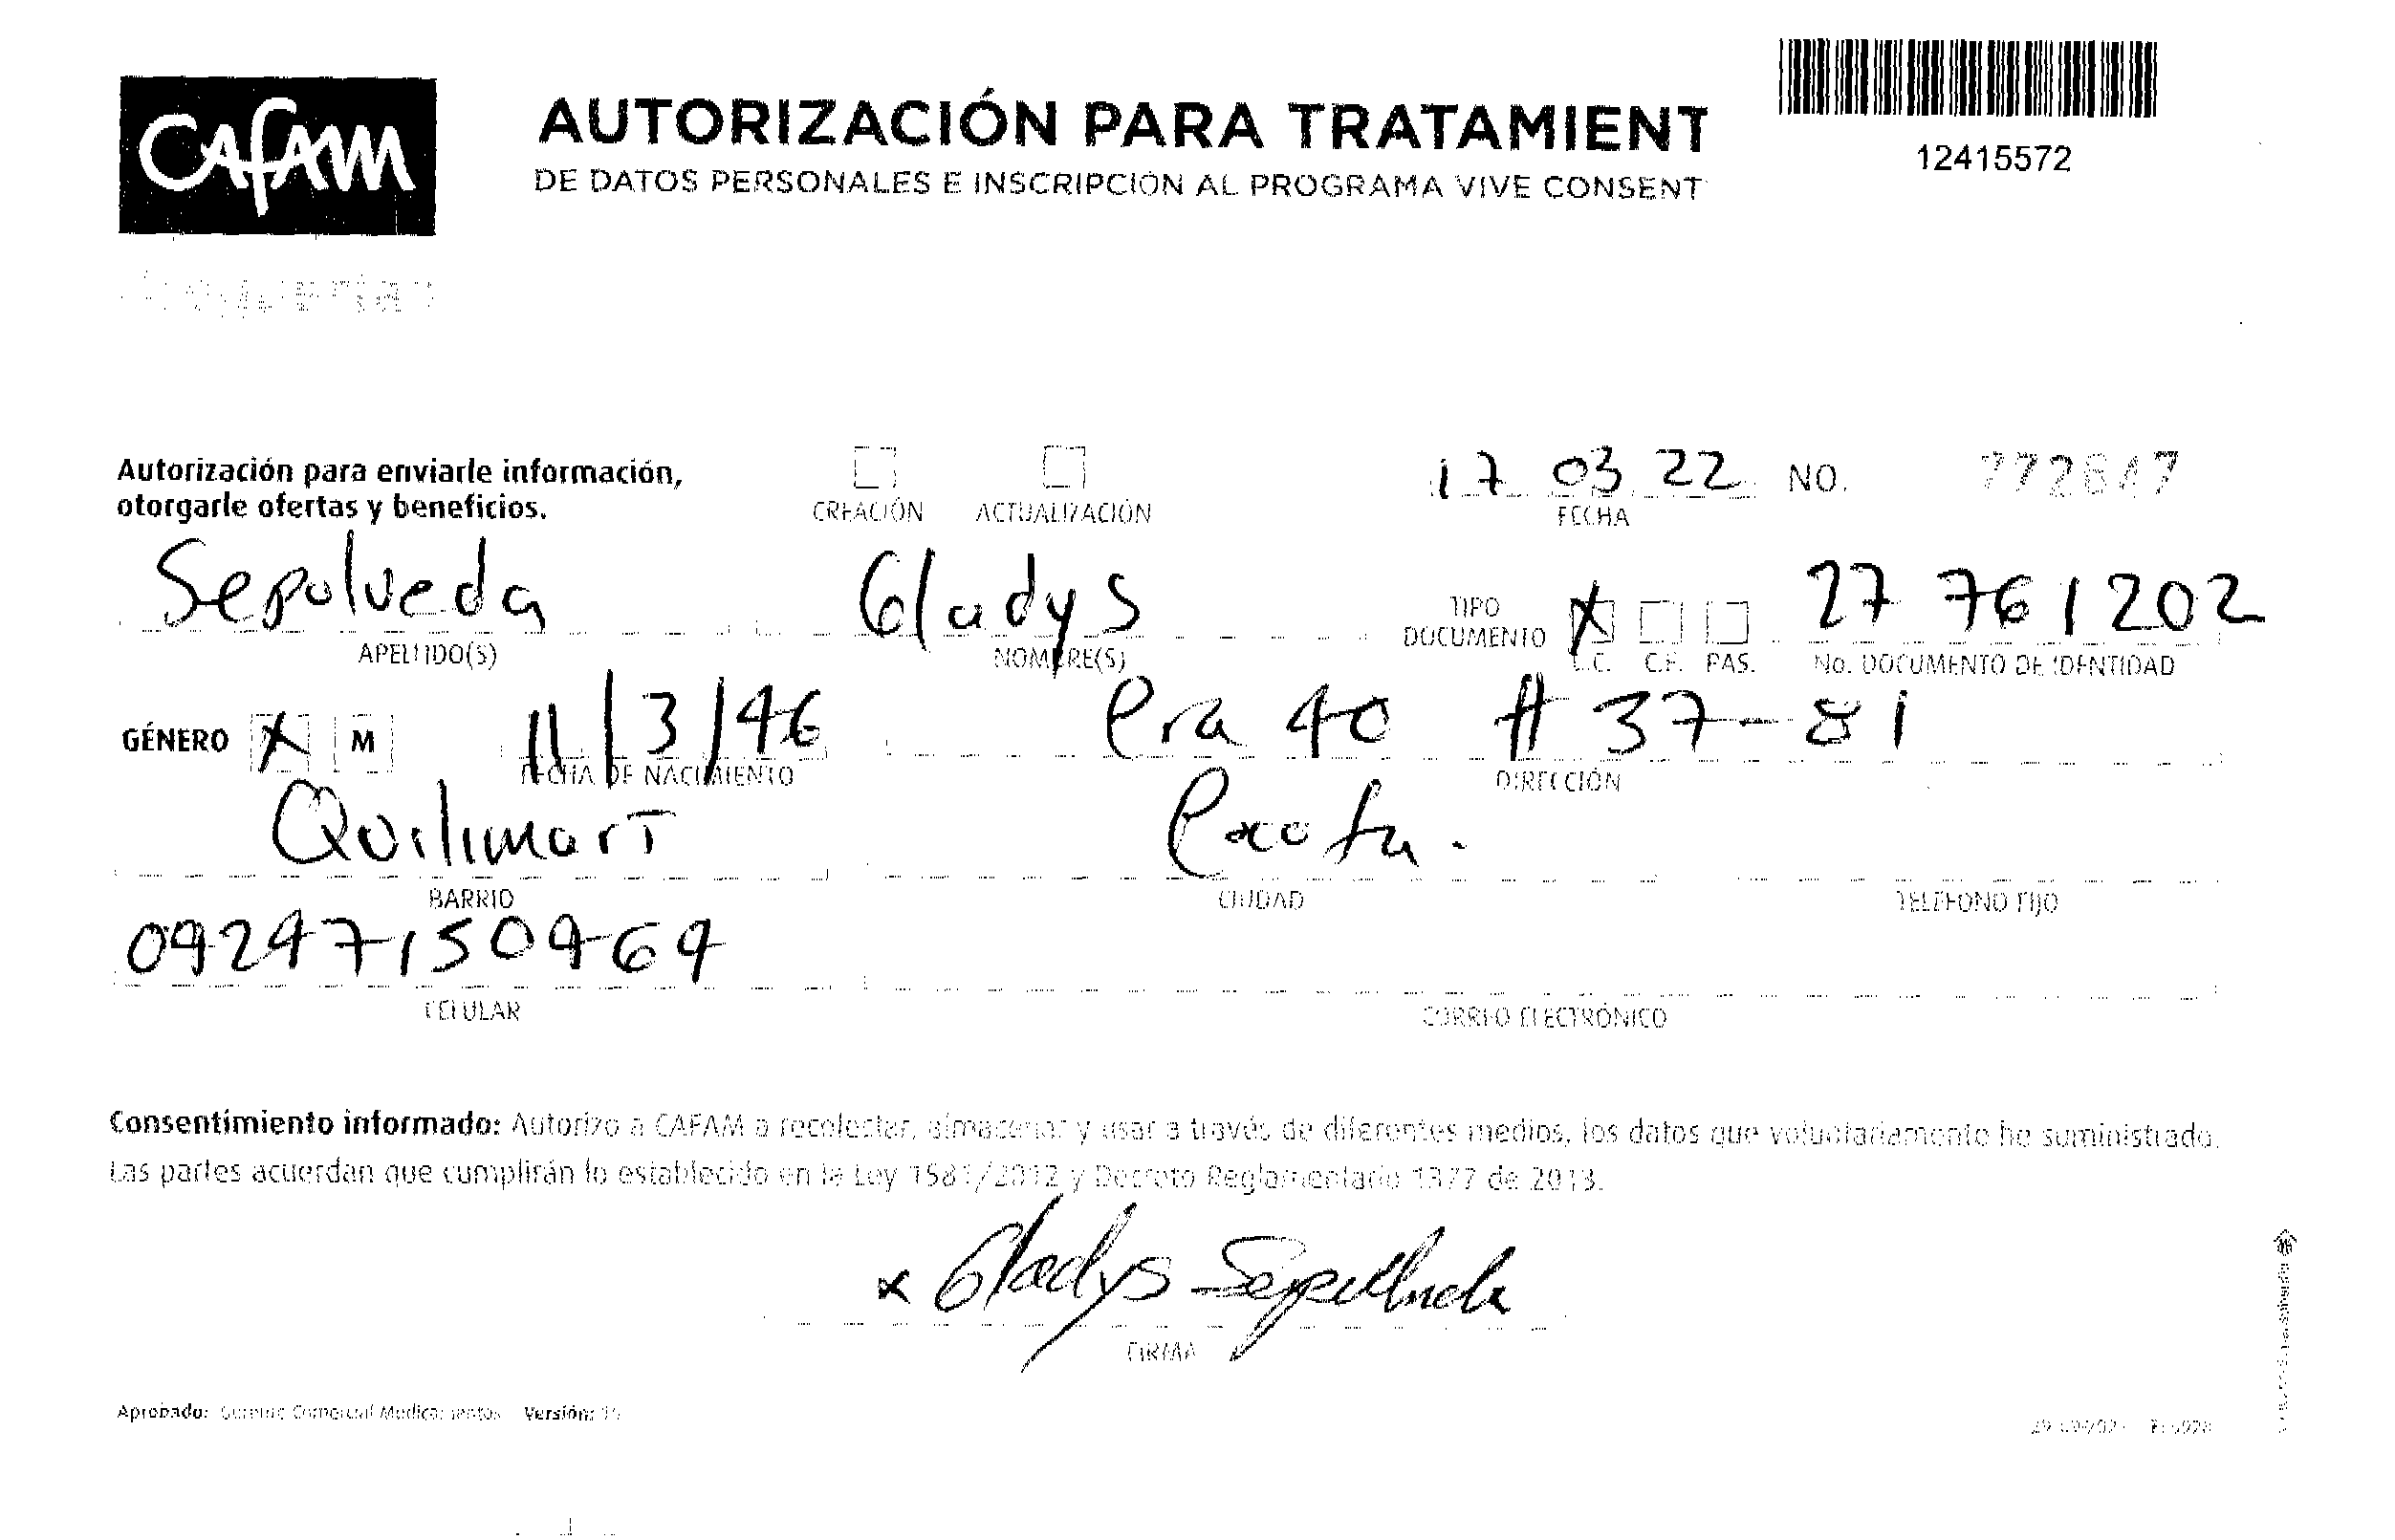 CAFAM
AUTORIZACIÓN PARA TRATAMIENT
DE DATOS PERSONALES E INSCRIPCIÓN AL PROGRAMA VIVE CONSENT
12415572
Autorización para enviarle información,
otorgarle ofertas y beneficios.
CREACIÓN ACTUALIZACIÓN
17 03 22 NO. 772847
FECHA
Sepulveda Gladys TIPO DOCUMENTO X 27 761202
APELLIDO(S) NOMBRE(S) C.C. C.E. PAS. No. DOCUMENTO DE IDENTIDAD
GÉNERO X M 11/3/46 Cra 40 # 37-81
FECHA DE NACIMIENTO DIRECCIÓN
BARRIO CIUDAD TELÉFONO FIJO
CELULAR CORREO ELECTRÓNICO
Consentimiento informado: Autorizo a CAFAM a recolectar, almacenar y usar a través de diferentes medios, los datos que voluntariamente he suministrado.
Las partes acuerdan que cumplirán lo establecido en la Ley 1581/2012 y Decreto Reglamentario 1377 de 2013.
x Gladys Sepulveda
FIRMA
Aprobado: Gerente Comercial Medicamentos Versión: